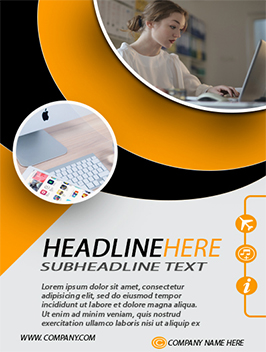 HEADLINEHERE
SUBHEADLINE TEXT
Lorem ipsum dolor sit amet, consectetur
adipisicing elit, sed do eiusmod tempor
incididunt ut labore et dolore magna
aliqua. Ut enim ad minim veniam, quis nostrud
exercitation ullamco laboris nisi ut aliquip ex
WWW.COMPANY.COM
© COMPANY NAME HERE